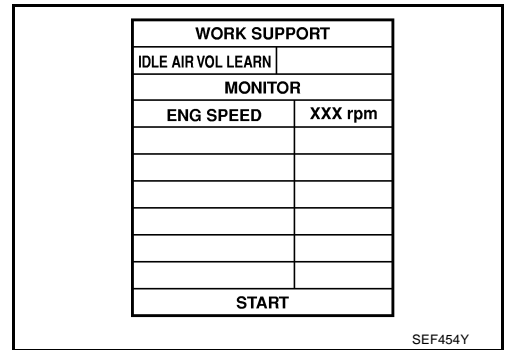 WORK SUPPORT
IDLE AIR VOL LEARN
MONITOR
ENG SPEED XXX rpm
START
SEF454Y